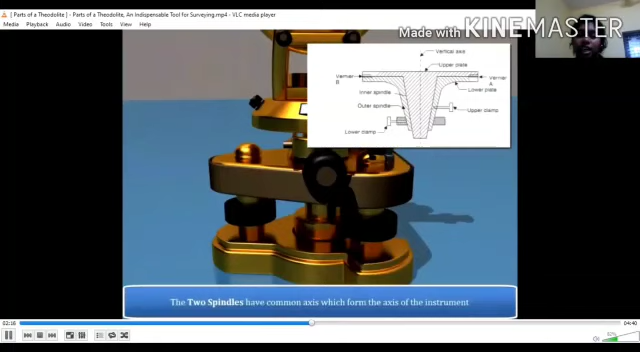 [ Parts of a Theodolite ] - Parts of a Theodolite, An Indispensable Tool for Surveying.mp4 - VLC media player
Media Playback Audio Video Tools View Help
Made with KINEMASTER
Vertical axis
Upper plate
Vernier
B
Vernier
A
Lower plate
Inner spindle
Outer spindle
Upper clamp
Lower clamp
The Two Spindles have common axis which form the axis of the instrument
02:16
04:40